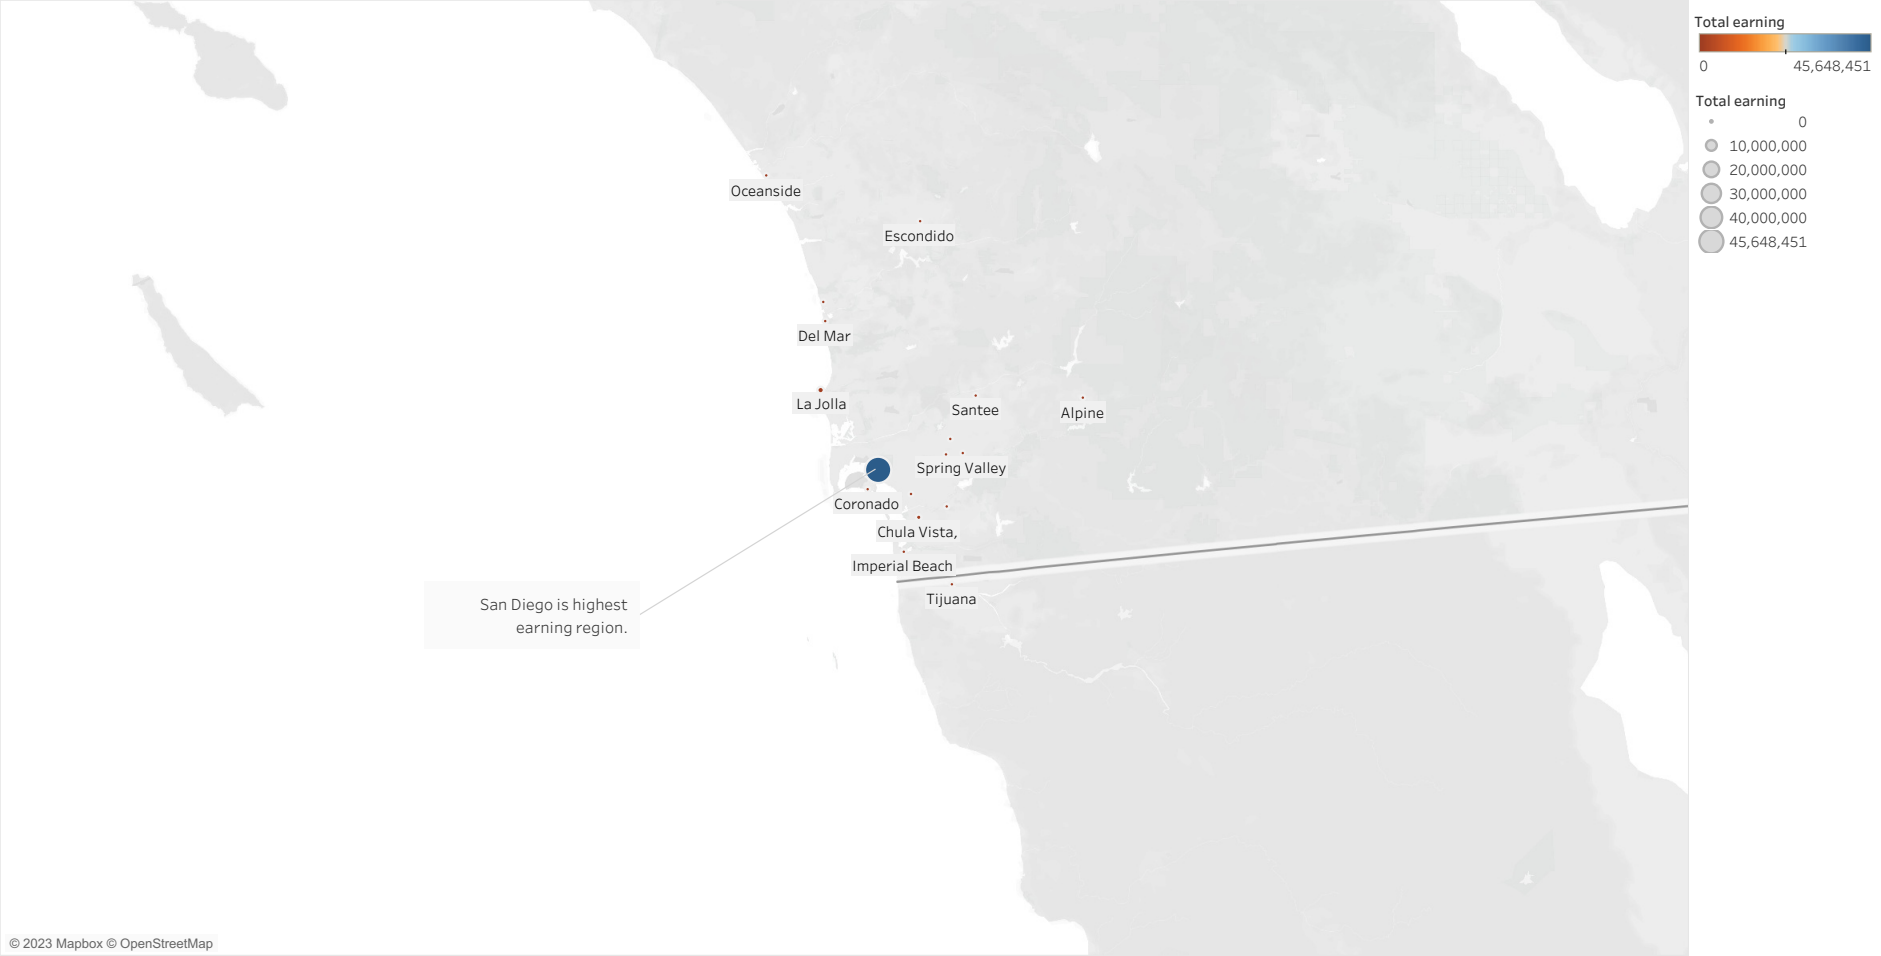 Total earning
0 45,648,451
Total earning
0
10,000,000
20,000,000
30,000,000
40,000,000
45,648,451
Oceanside
Escondido
Del Mar
La Jolla
Santee
Alpine
Spring Valley
Coronado
Chula Vista,
Imperial Beach
Tijuana
San Diego is highest
earning region.
© 2023 Mapbox © OpenStreetMap